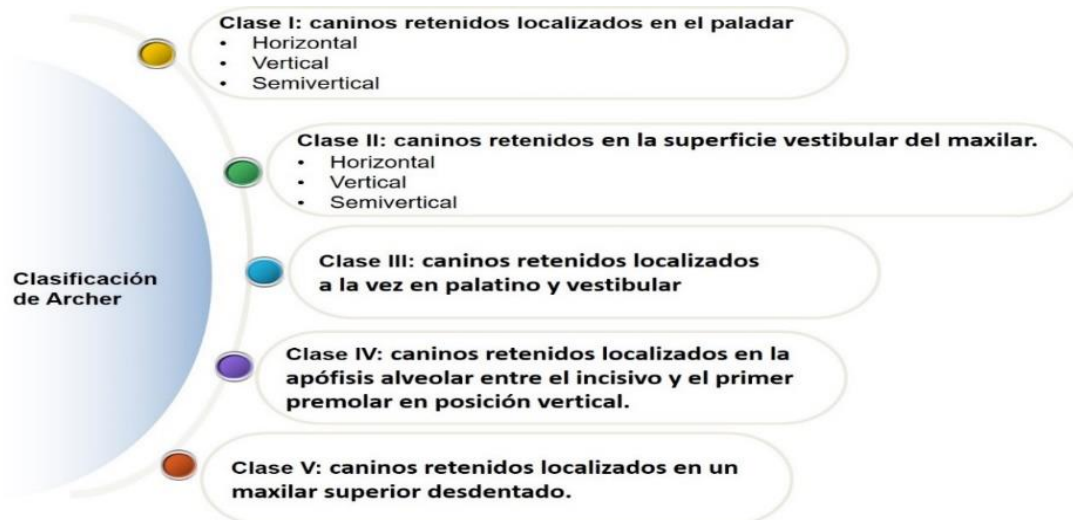 Clase I: caninos retenidos localizados en el paladar
• Horizontal
• Vertical
• Semivertical
Clase II: caninos retenidos en la superficie vestibular del maxilar.
• Horizontal
• Vertical
• Semivertical
Clasificación
de Archer
Clase III: caninos retenidos localizados
a la vez en palatino y vestibular
Clase IV: caninos retenidos localizados en la
apófisis alveolar entre el incisivo y el primer
premolar en posición vertical.
Clase V: caninos retenidos localizados en un
maxilar superior desdentado.